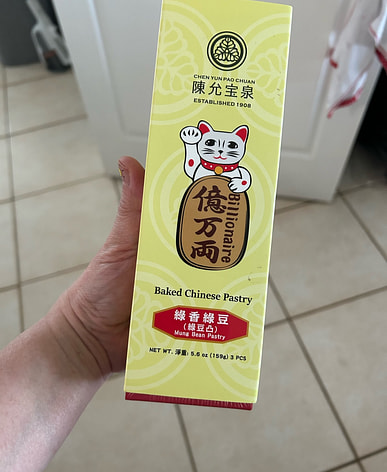 CHEN YUN PAO CHUAN
陳允宝泉
ESTABLISHED 1908
億万両
Billionaire
Baked Chinese Pastry
綠香綠豆
(綠豆凸)
Mung Bean Pastry
NET WT. 淨重: 5.6 oz (159g) 3 PCS